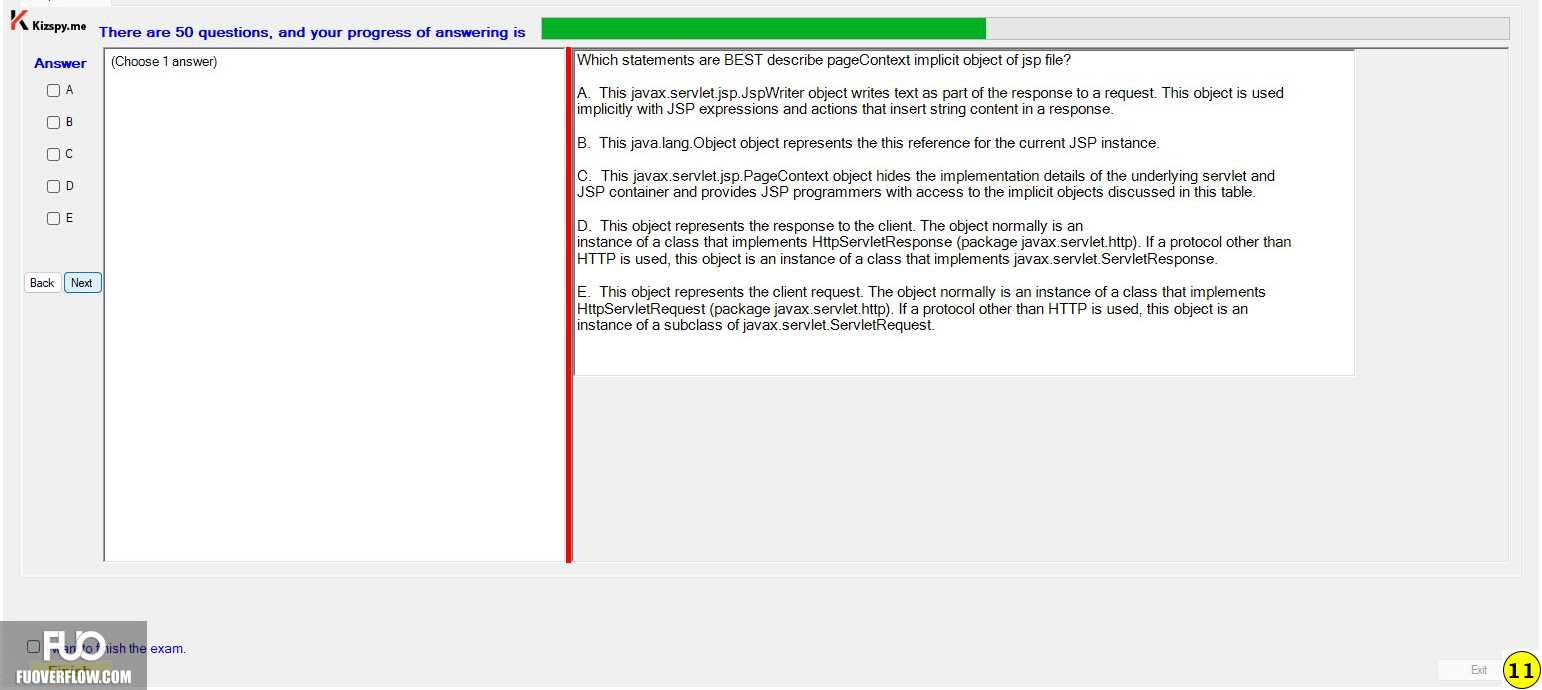 Kizspy.me
There are 50 questions, and your progress of answering is
Answer
A
B
C
D
E
Back
Next
(Choose 1 answer)
Which statements are BEST describe pageContext implicit object of jsp file?
A. This javax.servlet.jsp.JspWriter object writes text as part of the response to a request. This object is used
implicitly with JSP expressions and actions that insert string content in a response.
B. This java.lang.Object object represents the this reference for the current JSP instance.
C. This javax.servlet.jsp.PageContext object hides the implementation details of the underlying servlet and
JSP container and provides JSP programmers with access to the implicit objects discussed in this table.
D. This object represents the response to the client. The object normally is an
instance of a class that implements HttpServletResponse (package javax.servlet.http). If a protocol other than
HTTP is used, this object is an instance of a class that implements javax.servlet.ServletResponse.
E. This object represents the client request. The object normally is an instance of a class that implements
HttpServletRequest (package javax.servlet.http). If a protocol other than HTTP is used, this object is an
instance of a subclass of javax.servlet.ServletRequest.
want to finish the exam.
Finish
FUO
FUOVERFLOW.COM
Exit
11